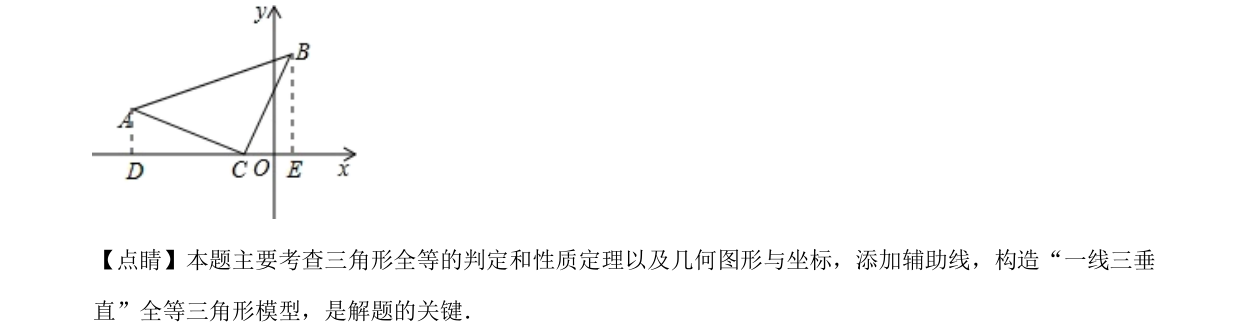 y
B
A
D
C
O
E
x
【点睛】本题主要考查三角形全等的判定和性质定理以及几何图形与坐标，添加辅助线，构造“一线三垂
直”全等三角形模型，是解题的关键．